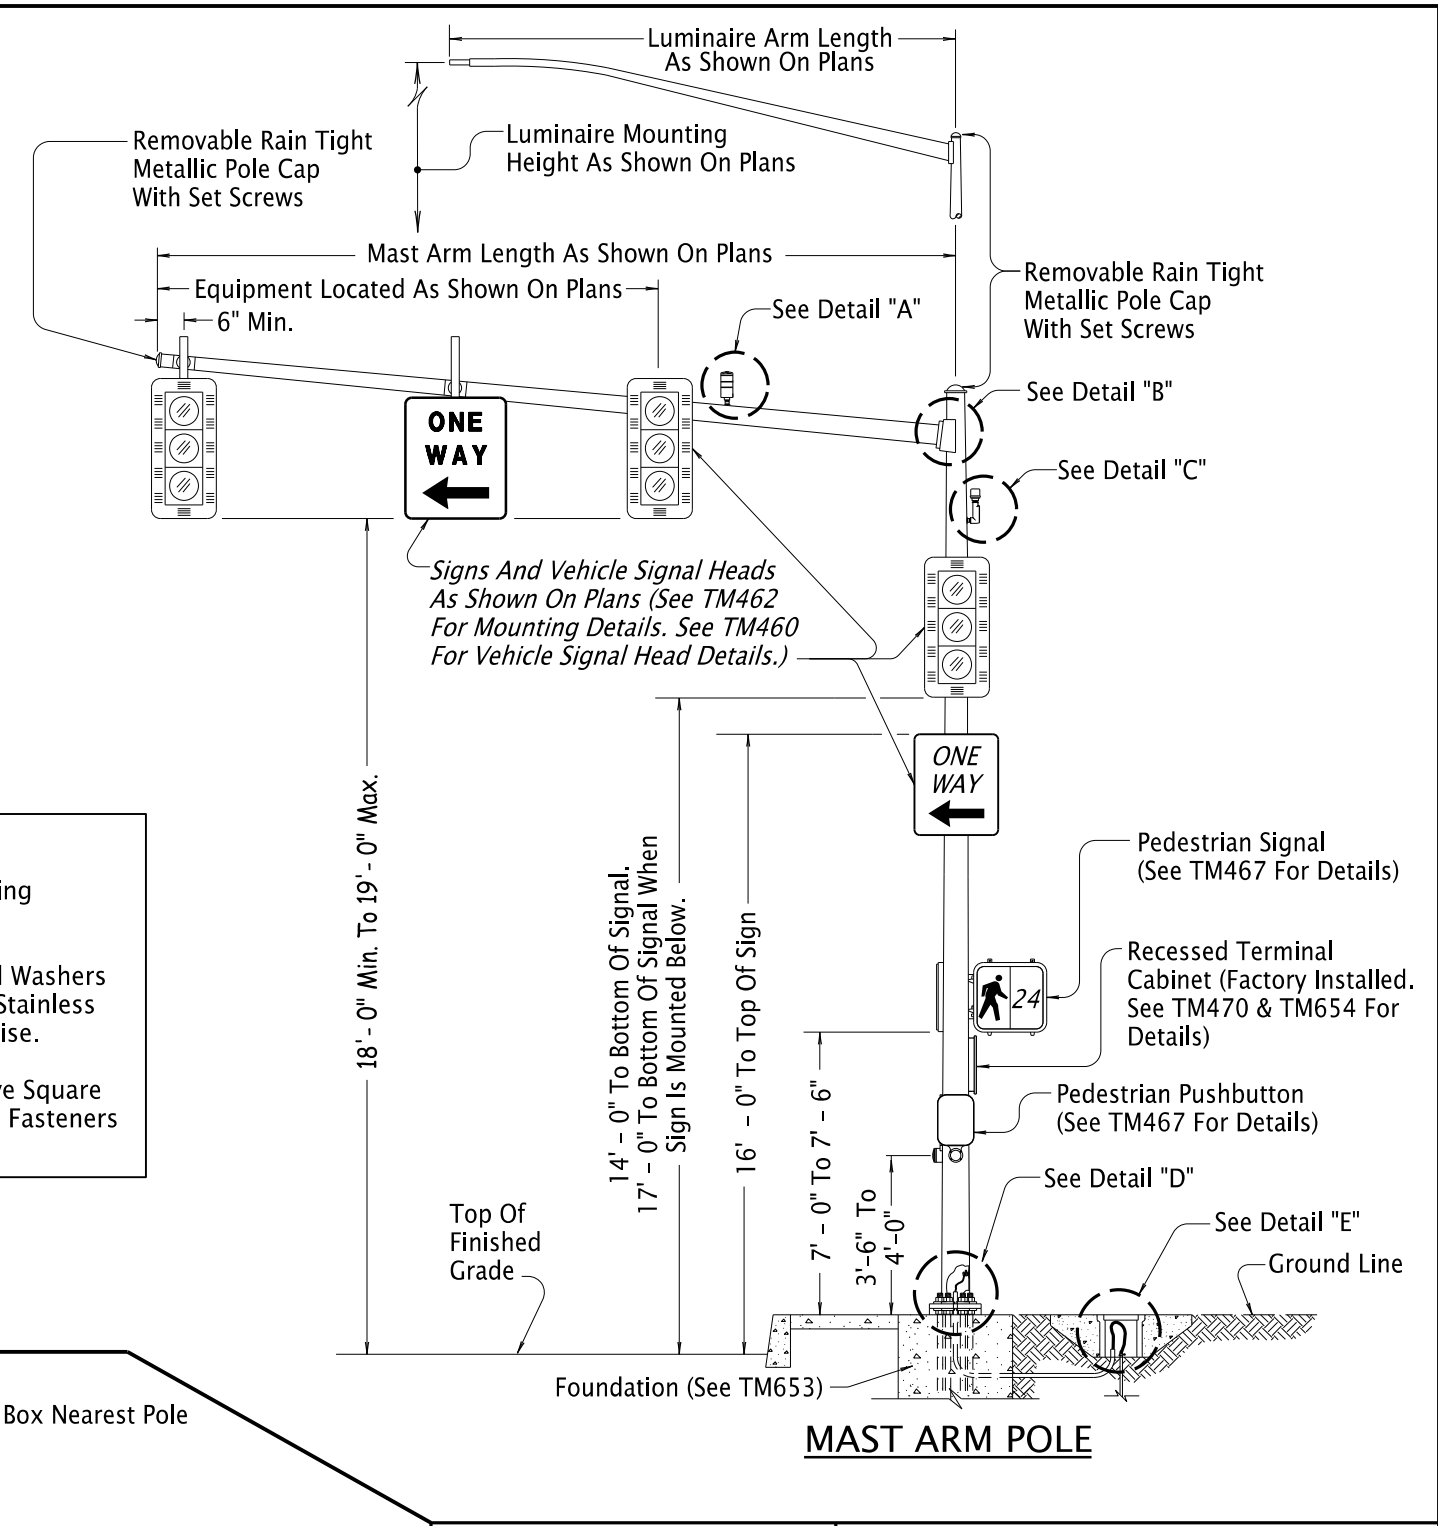 Luminaire Arm Length
As Shown On Plans
Removable Rain Tight
Metallic Pole Cap
With Set Screws
Luminaire Mounting
Height As Shown On Plans
Mast Arm Length As Shown On Plans
Equipment Located As Shown On Plans
6" Min.
See Detail "A"
Removable Rain Tight
Metallic Pole Cap
With Set Screws
See Detail "B"
See Detail "C"
ONE
WAY
Signs And Vehicle Signal Heads
As Shown On Plans (See TM462
For Mounting Details. See TM460
For Vehicle Signal Head Details.)
ONE
WAY
18' - 0" Min. To 19' - 0" Max.
14' - 0" To Bottom Of Signal.
17' - 0" To Bottom Of Signal When
Sign Is Mounted Below.
16' - 0" To Top Of Sign
7' - 0" To 7' - 6"
3'-6" To
4'-0"
Pedestrian Signal
(See TM467 For Details)
24
Recessed Terminal
Cabinet (Factory Installed.
See TM470 & TM654 For
Details)
Pedestrian Pushbutton
(See TM467 For Details)
See Detail "D"
See Detail "E"
Ground Line
Top Of
Finished
Grade
Foundation (See TM653)
MAST ARM POLE
ing
Washers
Stainless
ise.
e Square
Fasteners
Box Nearest Pole